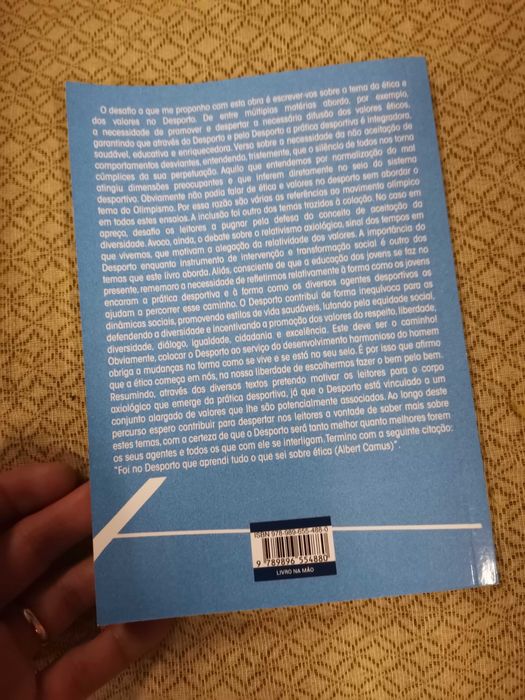 O desafio a que me proponho com esta obra é escrever-vos sobre o tema da ética e
dos valores no Desporto. De entre múltiplas matérias abordo, por exemplo,
a necessidade de promover e despertar a necessária difusão dos valores éticos,
garantindo que através do Desporto e pelo Desporto a prática desportiva é integradora,
saudável, educativa e enriquecedora. Verso sobre a necessidade da não aceitação de
comportamentos desviantes, entendendo, tristemente, que o silêncio de todos nos torna
cúmplices da sua perpetuação. Aquilo que entendemos por normalização do mal
atingiu dimensões preocupantes e que interferem diretamente no seio do sistema
desportivo. Obviamente não podia falar de ética e valores no desporto sem abordar o
tema do Olimpismo. Por essa razão são várias as referências ao movimento olímpico
em todos estes ensaios. A inclusão foi outro dos temas trazidos à colação. No caso em
apreço, desafio os leitores a pugnar pela defesa do conceito de aceitação da
diversidade. Avoco, ainda, o debate sobre o relativismo axiológico, sinal dos tempos em
que vivemos, que motivam a alegação da relatividade dos valores. A importância do
Desporto enquanto instrumento de intervenção e transformação social é outro dos
temas que este livro aborda. Aliás, consciente de que a educação dos jovens se faz no
presente, rememoro a necessidade de refletirmos relativamente à forma como os jovens
encaram a prática desportiva e à forma como os diversos agentes desportivos os
ajudam a percorrer esse caminho. O Desporto contribui de forma inequívoca para as
dinâmicas sociais, promovendo estilos de vida saudáveis, lutando pela equidade social,
defendendo a diversidade e incentivando a promoção dos valores do respeito, liberdade,
diversidade, diálogo, igualdade, cidadania e excelência. Este deve ser o caminho!
Obviamente, colocar o Desporto ao serviço do desenvolvimento harmonioso do homem
obriga a mudanças na forma como se vive e se está no seu seio. É por isso que afirmo
que a ética começa em nós, na nossa liberdade de escolhermos fazer o bem pelo bem.
Resumindo, através dos diversos textos pretendo motivar os leitores para o corpo
axiológico que emerge da prática desportiva, já que o Desporto está vinculado a um
conjunto alargado de valores que lhe são potencialmente associados. Ao longo deste
percurso espero contribuir para despertar nos leitores a vontade de saber mais sobre
estes temas, com a certeza de que o Desporto será tanto melhor quanto melhores forem
os seus agentes e todos os que com ele se interligam. Termino com a seguinte citação:
"Foi no Desporto que aprendi tudo o que sei sobre ética (Albert Camus)".
ISBN 978-989-655-488-0
9 789896 554880
LIVRO NA MÃO